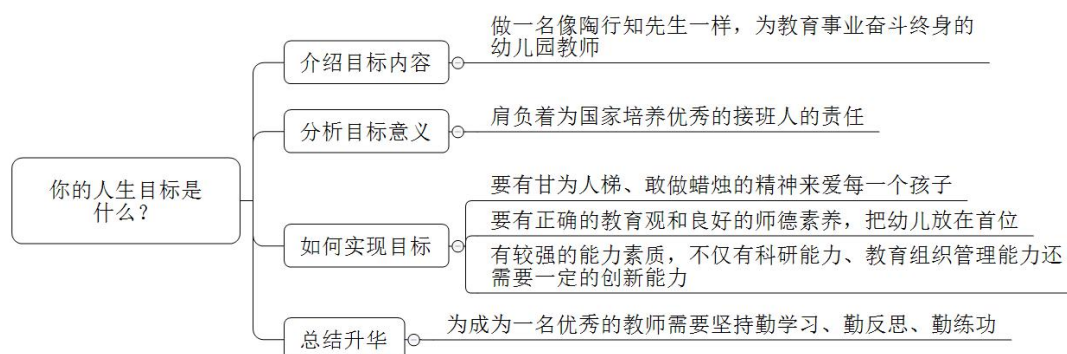 你的人生目标是
什么？
介绍目标内容
做一名像陶行知先生一样，为教育事业奋斗终身的
幼儿园教师
分析目标意义
肩负着为国家培养优秀的接班人的责任
如何实现目标
要有甘为人梯、敢做蜡烛的精神来爱每一个孩子
要有正确的教育观和良好的师德素养，把幼儿放在首位
有较强的能力素质，不仅有科研能力、教育组织管理能力还
需要一定的创新能力
总结升华
为成为一名优秀的教师需要坚持勤学习、勤反思、勤练功